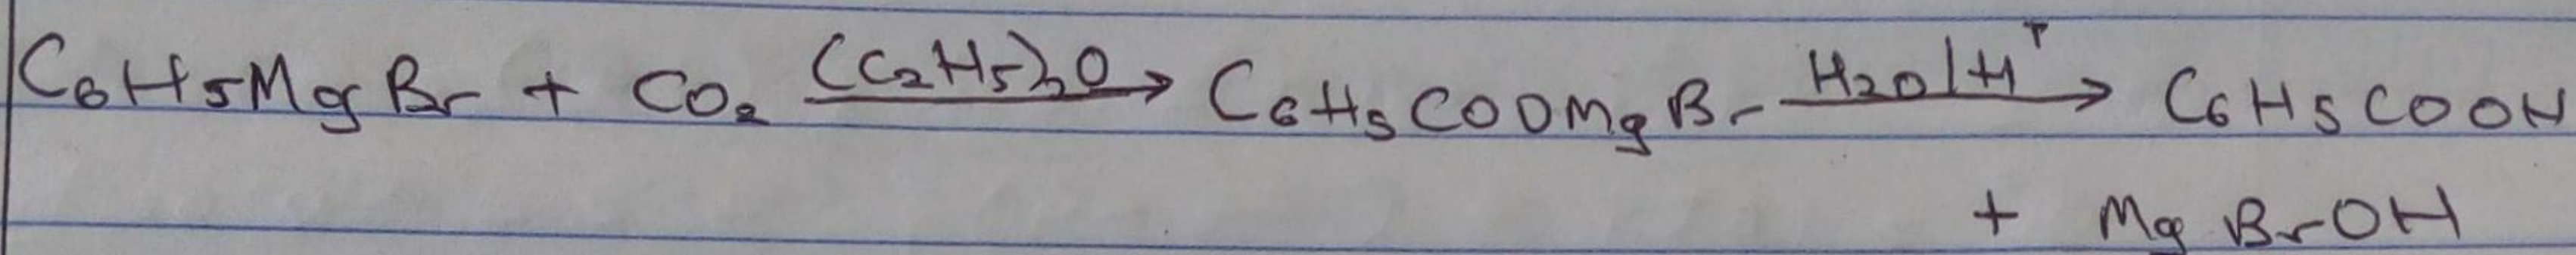 C6H5MgBr + CO2 (C2H5)2O→ C6H5COOMgBr H2O/H+→ C6H5COOH
+ MgBrOH